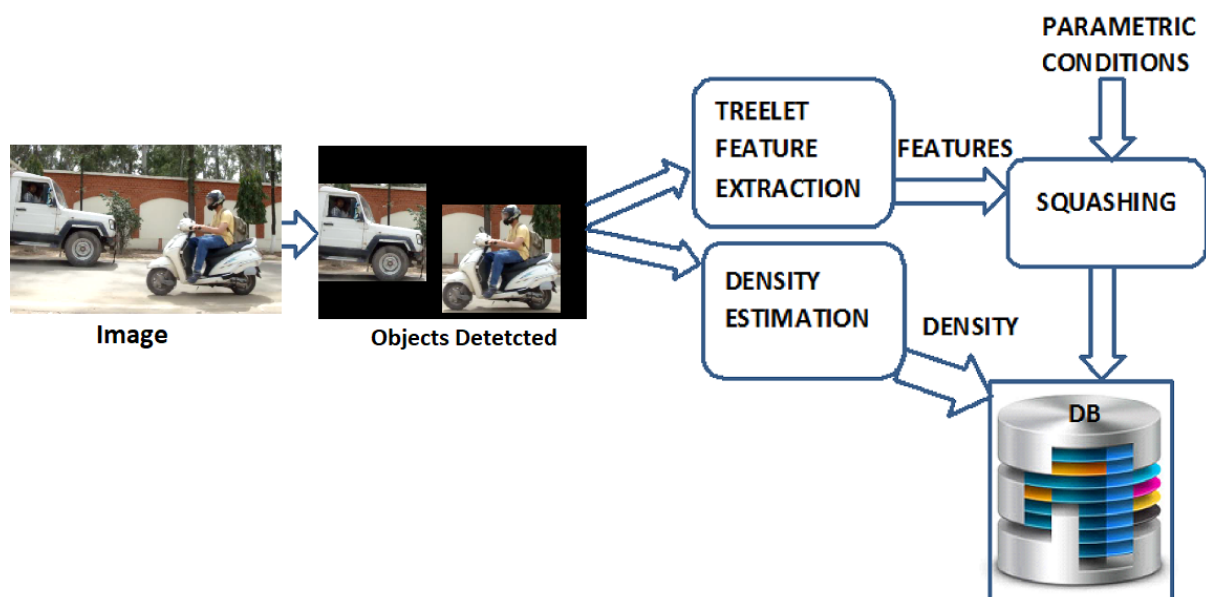 PARAMETRIC
CONDITIONS
TREELET
FEATURE
EXTRACTION
FEATURES
SQUASHING
Image
Objects Detetcted
DENSITY
ESTIMATION
DENSITY
DB